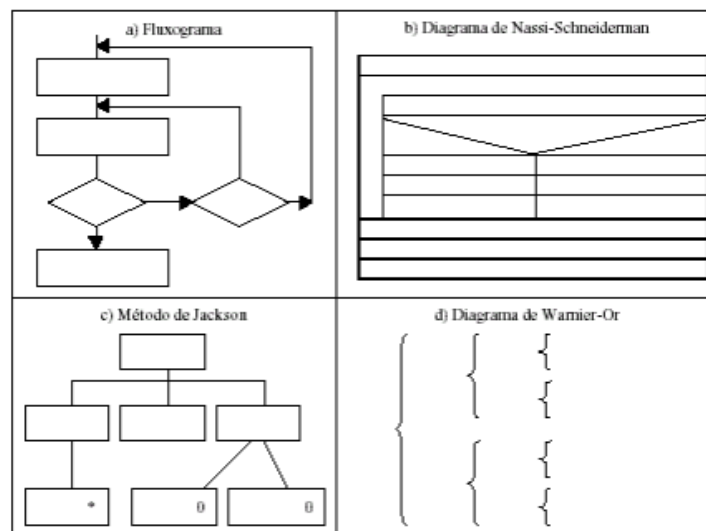 a) Fluxograma
b) Diagrama de Nassi-Schneiderman
c) Método de Jackson
d) Diagrama de Warnier-Or
*
0
0